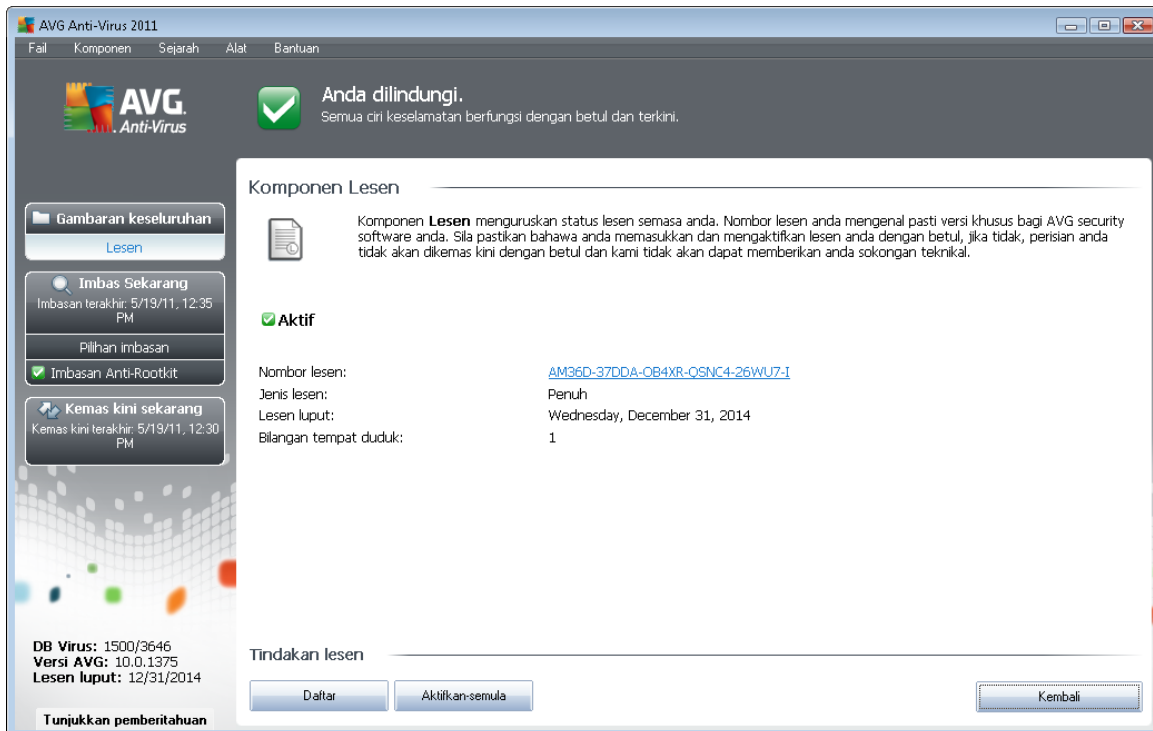 AVG Anti-Virus 2011
Fail Komponen Sejarah Alat Bantuan
AVG.
Anti-Virus
Anda dilindungi.
Semua ciri keselamatan berfungsi dengan betul dan terkini.
Gambaran keseluruhan
Lesen
Imbas Sekarang
Imbasan terakhir: 5/19/11, 12:35
PM
Pilihan imbasan
Imbasan Anti-Rootkit
Kemas kini sekarang
Kemas kini terakhir: 5/19/11, 12:30
PM
DB Virus: 1500/3646
Versi AVG: 10.0.1375
Lesen luput: 12/31/2014
Tunjukkan pemberitahuan
Komponen Lesen
Komponen Lesen menguruskan status lesen semasa anda. Nombor lesen anda mengenal pasti versi khusus bagi AVG security
software anda. Sila pastikan bahawa anda memasukkan dan mengaktifkan lesen anda dengan betul, jika tidak, perisian anda
tidak akan dikemas kini dengan betul dan kami tidak akan dapat memberikan anda sokongan teknikal.
Aktif
Nombor lesen: AM36D-37DDA-OB4XR-QSNC4-26WU7-I
Jenis lesen: Penuh
Lesen luput: Wednesday, December 31, 2014
Bilangan tempat duduk: 1
Tindakan lesen
Daftar Aktifkan-semula Kembali